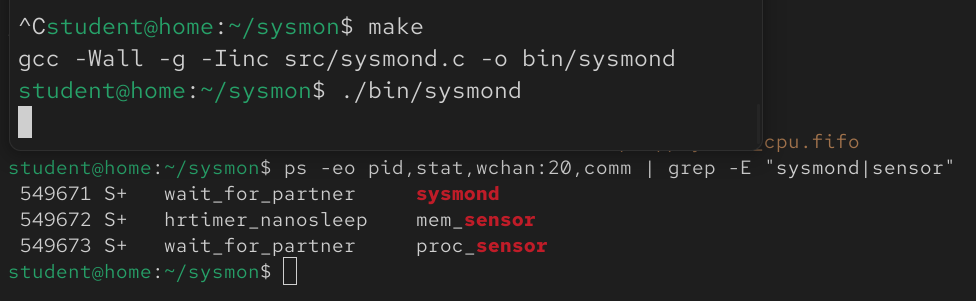 ^Cstudent@home:~/sysmon$ make
gcc -Wall -g -Iinc src/sysmond.c -o bin/sysmond
student@home:~/sysmon$ ./bin/sysmond
_cpu.fifo
student@home:~/sysmon$ ps -eo pid,stat,wchan:20,comm | grep -E "sysmond|sensor"
549671 S+   wait_for_partner     sysmond
549672 S+   hrtimer_nanosleep    mem_sensor
549673 S+   wait_for_partner     proc_sensor
student@home:~/sysmon$